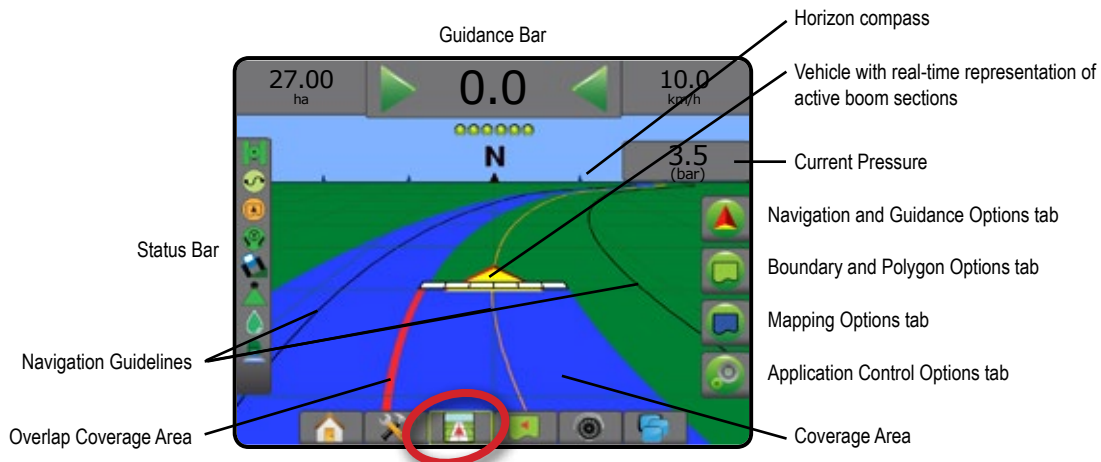 Guidance Bar
Horizon compass
27.00
ha
0.0
10.0
km/h
Vehicle with real-time representation of
active boom sections
N
3.5
(bar)
Current Pressure
Navigation and Guidance Options tab
Status Bar
Boundary and Polygon Options tab
Mapping Options tab
Navigation Guidelines
Application Control Options tab
Overlap Coverage Area
Coverage Area